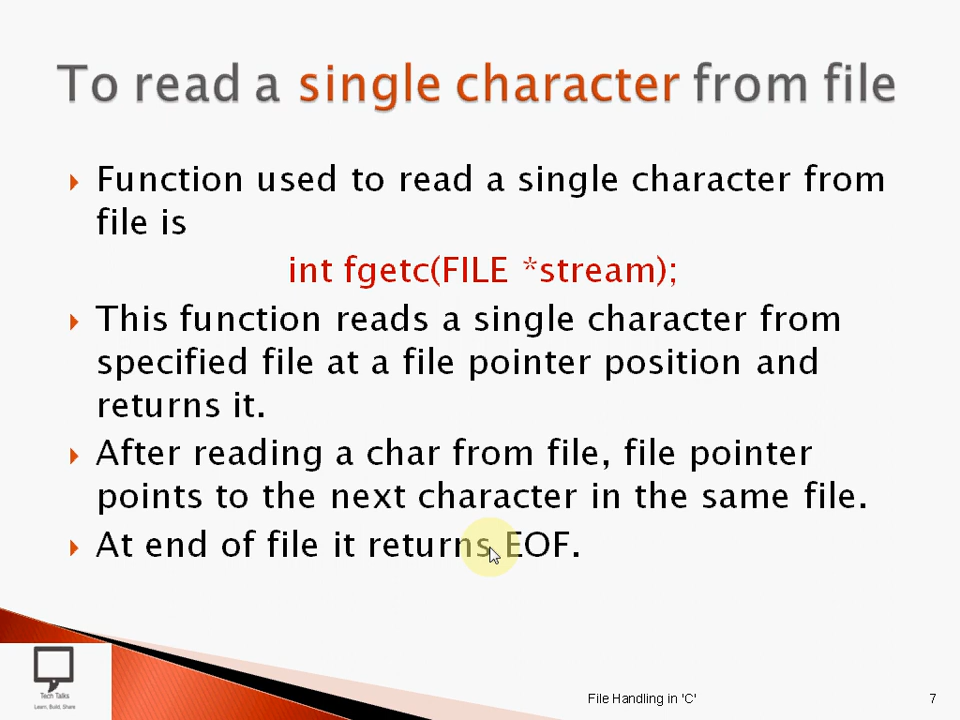 To read a single character from file
Function used to read a single character from
file is
int fgetc(FILE *stream);
This function reads a single character from
specified file at a file pointer position and
returns it.
After reading a char from file, file pointer
points to the next character in the same file.
At end of file it returns EOF.
Tech Talks
Learn, Build, Share
File Handling in 'C'
7